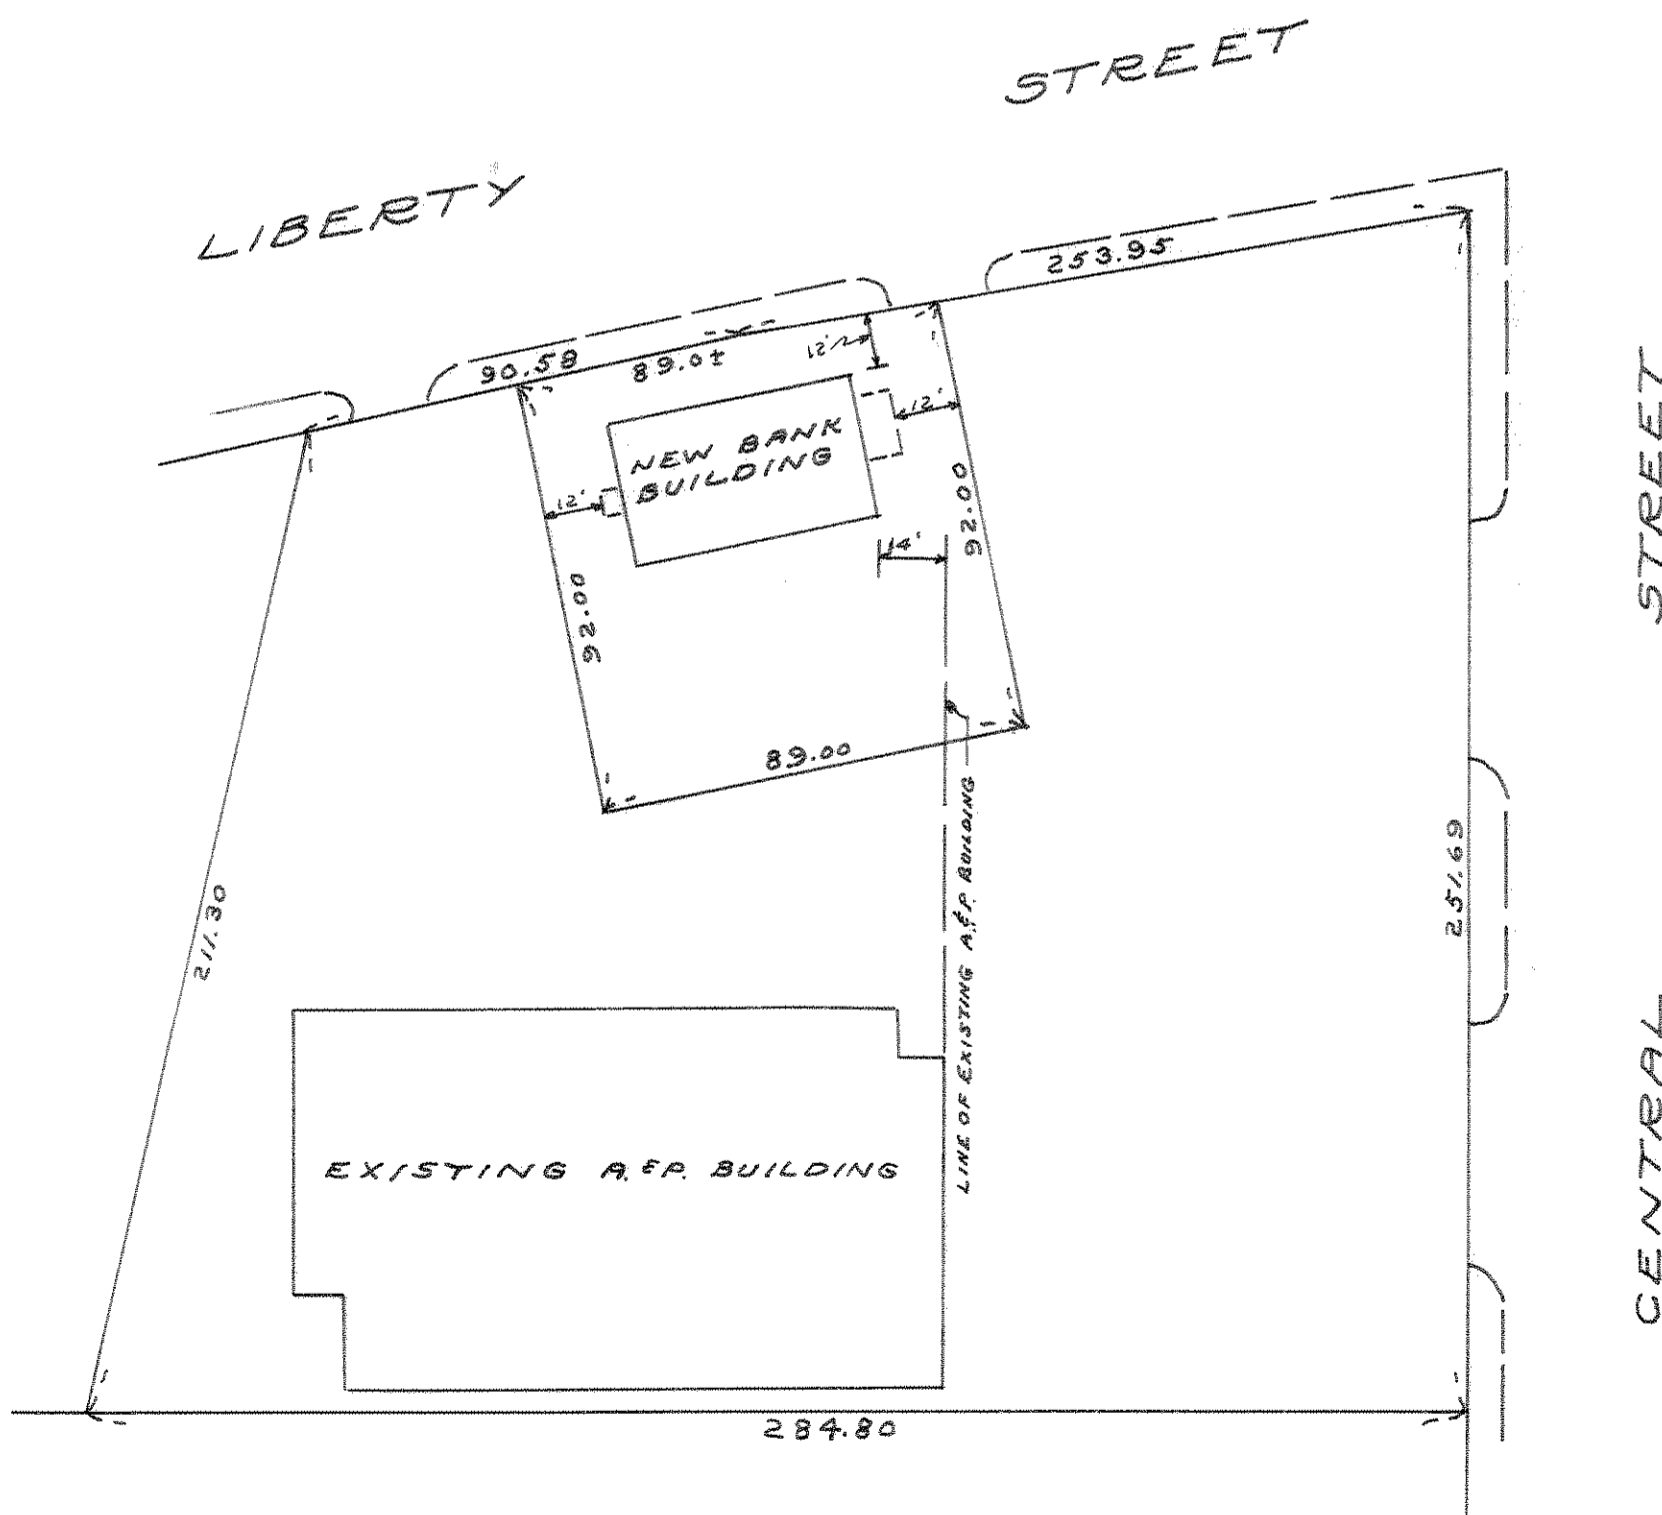 LIBERTY STREET
253.95
90.58
89.0±
12'
12'
NEW BANK
BUILDING
12'
14'
92.00
92.00
89.00
LINE OF EXISTING A.&P. BUILDING
211.30
251.69
EXISTING A.&P. BUILDING
284.80
CENTRAL STREET